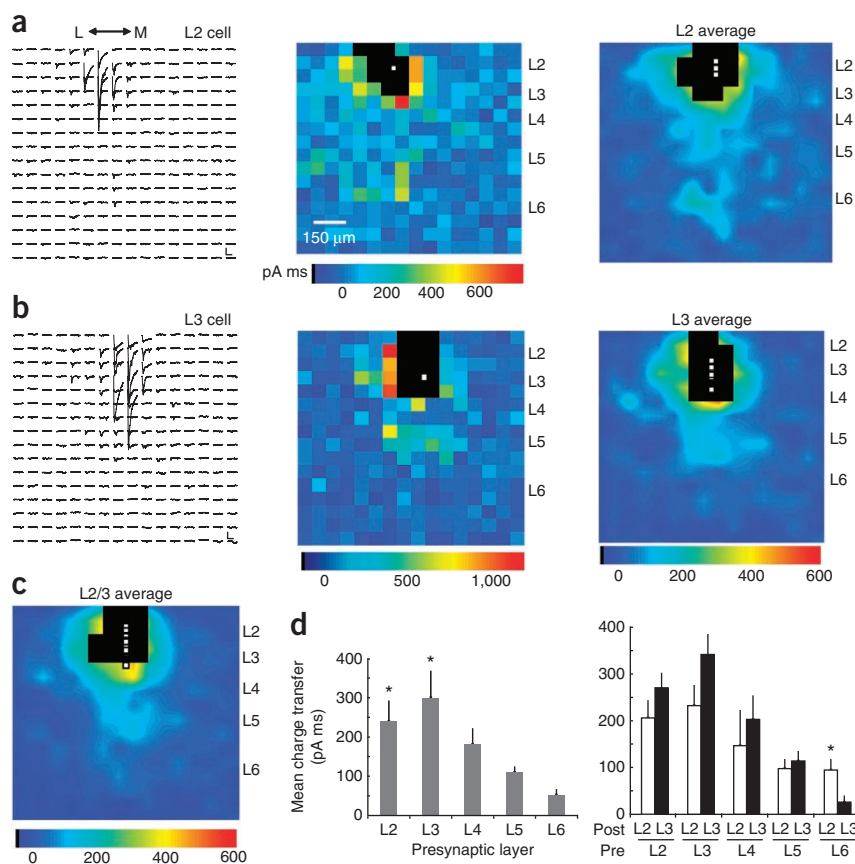 a
L M L2 cell
L2
L3
L4
L5
L6
150 μm
pA ms
0 200 400 600
L2 average
L2
L3
L4
L5
L6
b
L3 cell
L2
L3
L4
L5
L6
0 500 1,100
L3 average
L2
L3
L4
L5
L6
0 200 400 600
c
L2/3 average
L2
L3
L4
L5
L6
0 200 400 600
d
Mean charge transfer
(pA ms)
400
300
200
100
0
* *
L2 L3 L4 L5 L6
Presynaptic layer
400
300
200
100
0
*
Post L2 L3 L2 L3 L2 L3 L2 L3 L2 L3
Pre L2 L3 L4 L5 L6